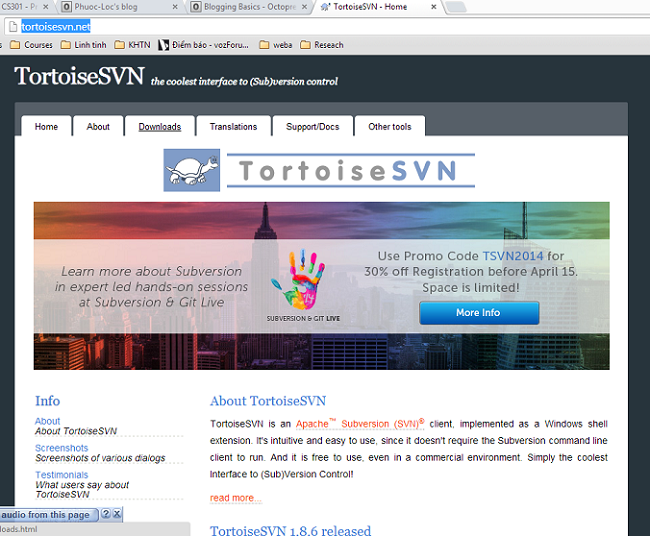 CS301 - P
Phuoc-Loc's blog
Blogging Basics - Octopre
TortoiseSVN - Home
tortoisesvn.net
Courses
Linh tinh
KHTN
Điểm báo - vozForu...
weba
Reseach
TortoiseSVN the coolest interface to (Sub)version control
Home
About
Downloads
Translations
Support/Docs
Other tools
TortoiseSVN
Learn more about Subversion
in expert led hands-on sessions
at Subversion & Git Live
SUBVERSION & GIT LIVE
Use Promo Code TSVN2014 for
30% off Registration before April 15.
Space is limited!
More Info
Info
About
About TortoiseSVN
Screenshots
Screenshots of various dialogs
Testimonials
What users say about
TortoiseSVN
About TortoiseSVN
TortoiseSVN is an Apache™ Subversion (SVN)® client, implemented as a Windows shell
extension. It's intuitive and easy to use, since it doesn't require the Subversion command line
client to run. And it is free to use, even in a commercial environment. Simply the coolest
Interface to (Sub)Version Control!
read more...
TortoiseSVN 1.8.6 released
audio from this page ? X
loads.html